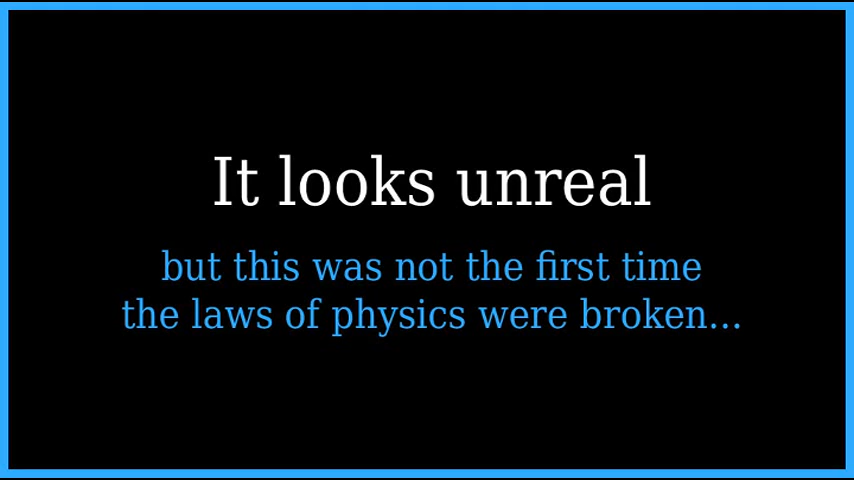 It looks unreal
but this was not the first time
the laws of physics were broken...